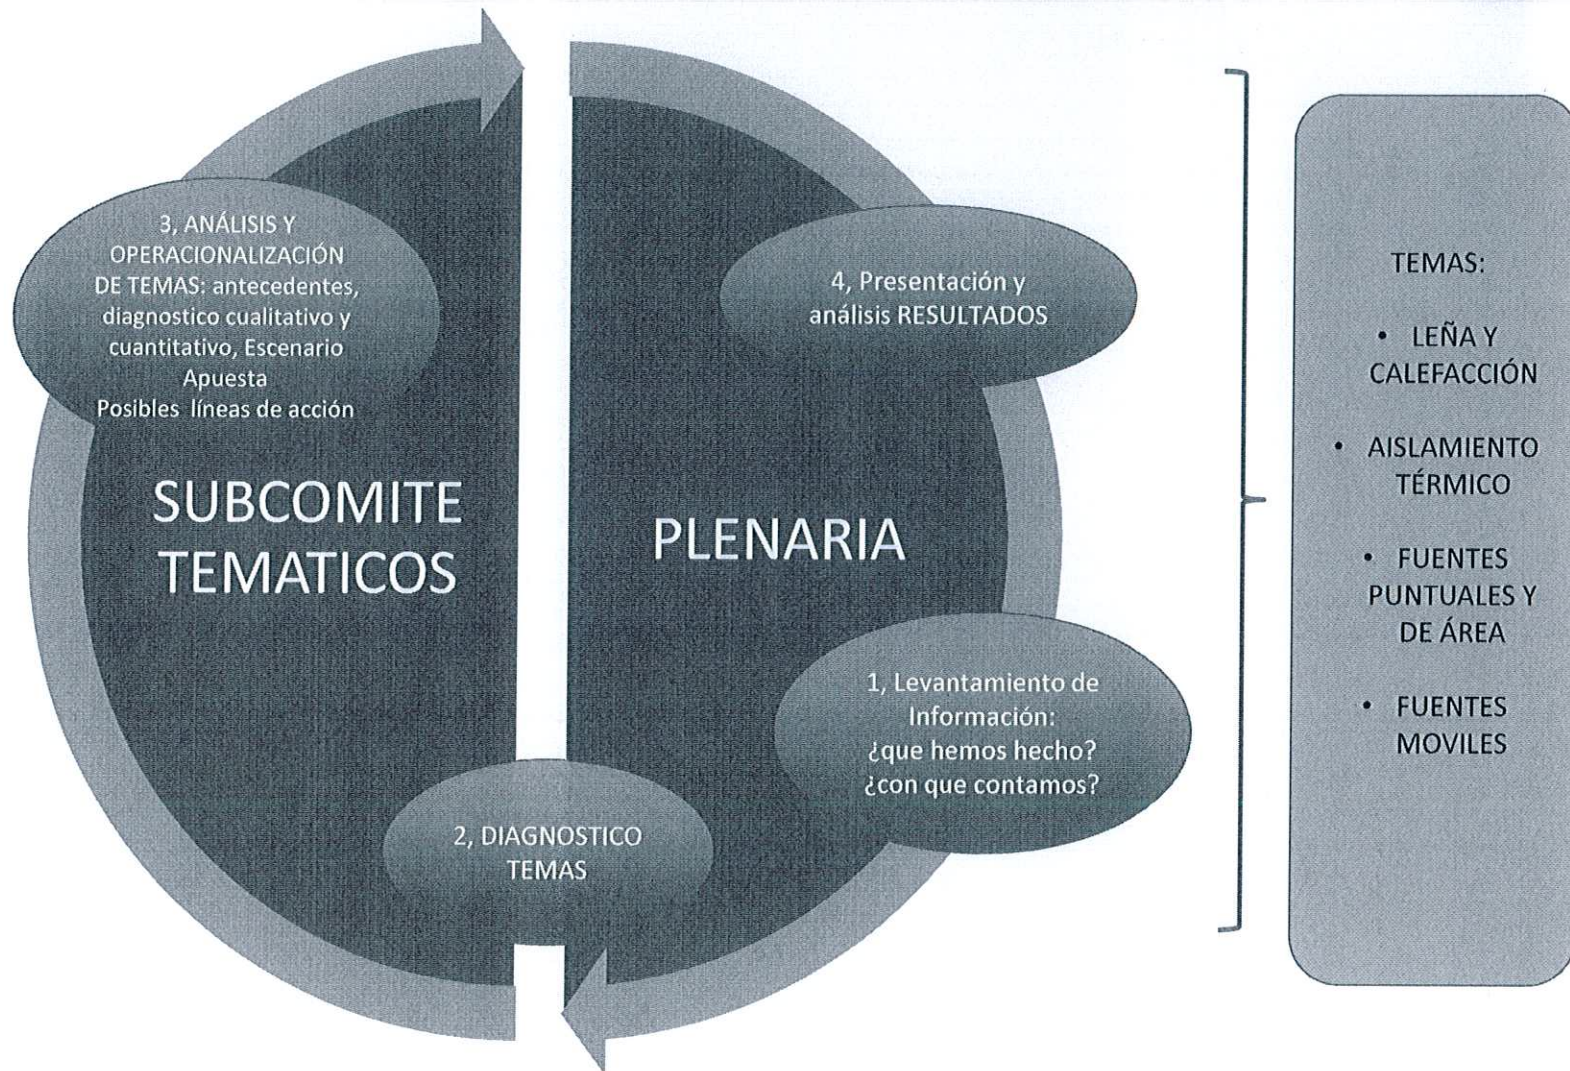 3, ANÁLISIS Y
OPERACIONALIZACIÓN
DE TEMAS: antecedentes,
diagnostico cualitativo y
cuantitativo, Escenario
Apuesta
Posibles líneas de acción
SUBCOMITE
TEMATICOS
4, Presentación y
análisis RESULTADOS
PLENARIA
1, Levantamiento de
Información:
¿que hemos hecho?
¿con que contamos?
2, DIAGNOSTICO
TEMAS
TEMAS:
• LEÑA Y
CALEFACCIÓN
• AISLAMIENTO
TÉRMICO
• FUENTES
PUNTUALES Y
DE ÁREA
• FUENTES
MOVILES